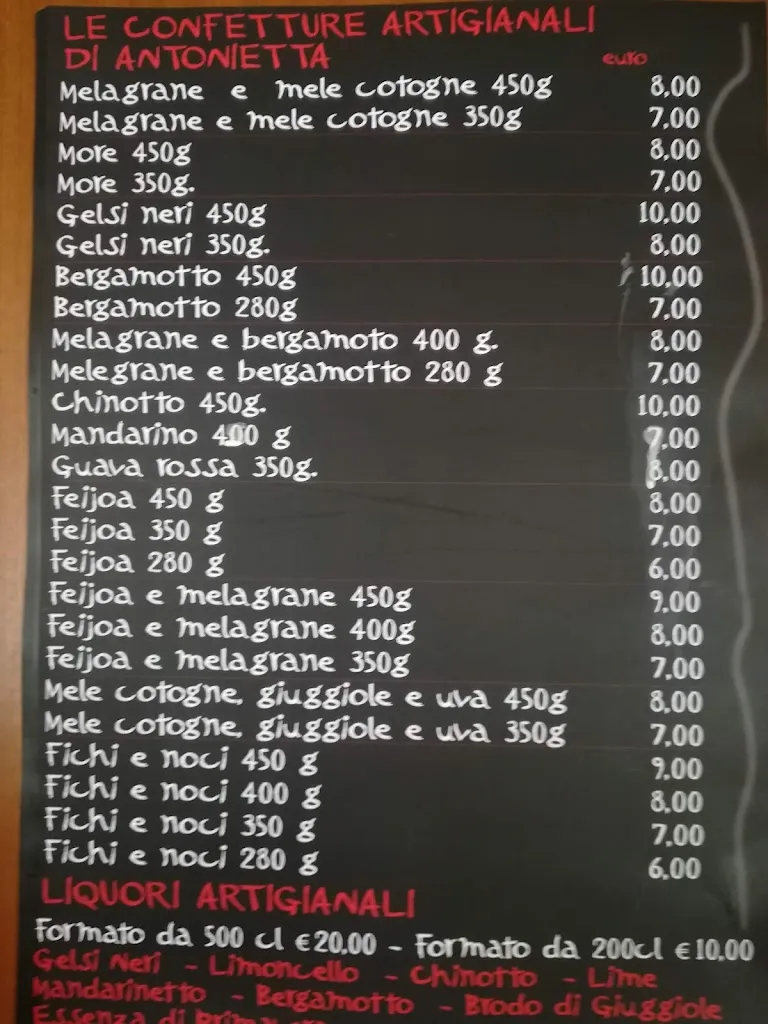 LE CONFETTURE ARTIGIANALI
DI ANTONIETTA euro
Melagrane e mele cotogne 450g 8,00
Melagrane e mele cotogne 350g 7,00
More 450g 8,00
More 350g. 7,00
Gelsi neri 450g 10,00
Gelsi neri 350g. 8,00
Bergamotto 450g 10,00
Bergamotto 280g 7,00
Melagrane e bergamoto 400 g. 8,00
Melegrane e bergamotto 280 g 7,00
Chinotto 450g. 10,00
Mandarino 400 g 7,00
Guava rossa 350g. 8,00
Feijoa 450 g 8,00
Feijoa 350 g 7,00
Feijoa 280 g 6,00
Feijoa e melagrane 450g 9,00
Feijoa e melagrane 400g 8,00
Feijoa e melagrane 350g 7,00
Mele cotogne, giuggiole e uva 450g 8,00
Mele cotogne, giuggiole e uva 350g 7,00
Fichi e noci 450 g 9,00
Fichi e noci 400 g 8,00
Fichi e noci 350 g 7,00
Fichi e noci 280 g 6,00
LIQUORI ARTIGIANALI
Formato da 500 cl €20,00 - Formato da 200cl €10,00
Gelsi Neri - Limoncello - Chinotto - Lime
Mandarinetto - Bergamotto - Brodo di Giuggiole
Essenza di